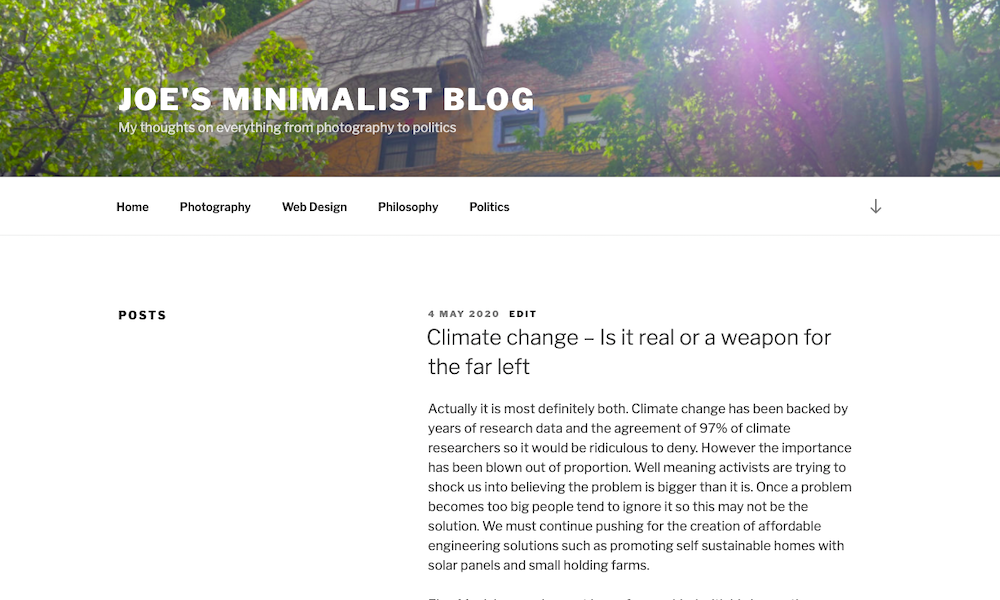 JOE'S MINIMALIST BLOG
My thoughts on everything from photography to politics
Home Photography Web Design Philosophy Politics
POSTS
4 MAY 2020 EDIT
Climate change – Is it real or a weapon for
the far left
Actually it is most definitely both. Climate change has been backed by
years of research data and the agreement of 97% of climate
researchers so it would be ridiculous to deny. However the importance
has been blown out of proportion. Well meaning activists are trying to
shock us into believing the problem is bigger than it is. Once a problem
becomes too big people tend to ignore it so this may not be the
solution. We must continue pushing for the creation of affordable
engineering solutions such as promoting self sustainable homes with
solar panels and small holding farms.